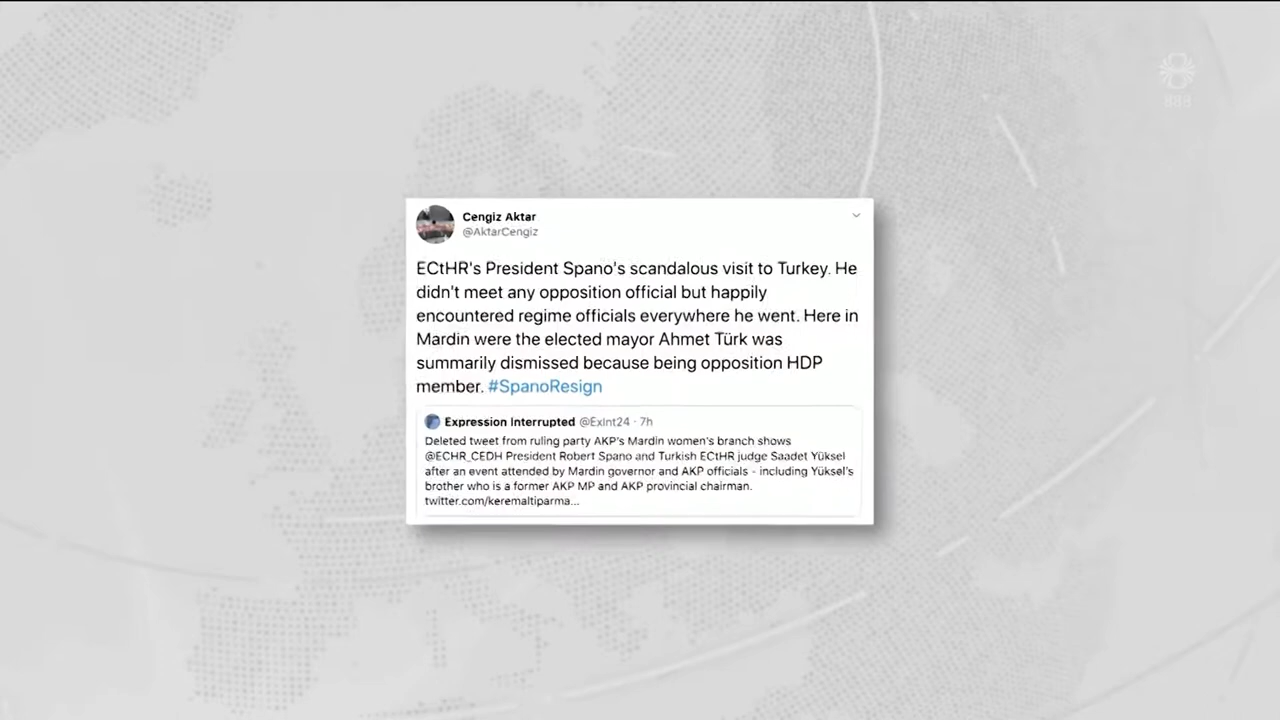 888
Cengiz Aktar
@AktarCengiz
ECtHR's President Spano's scandalous visit to Turkey. He
didn't meet any opposition official but happily
encountered regime officials everywhere he went. Here in
Mardin were the elected mayor Ahmet Türk was
summarily dismissed because being opposition HDP
member. #SpanoResign
Expression Interrupted @ExInt24 · 7h
Deleted tweet from ruling party AKP's Mardin women's branch shows
@ECHR_CEDH President Robert Spano and Turkish ECtHR judge Saadet Yüksel
after an event attended by Mardin governor and AKP officials - including Yüksel's
brother who is a former AKP MP and AKP provincial chairman.
twitter.com/keremaltiparma...